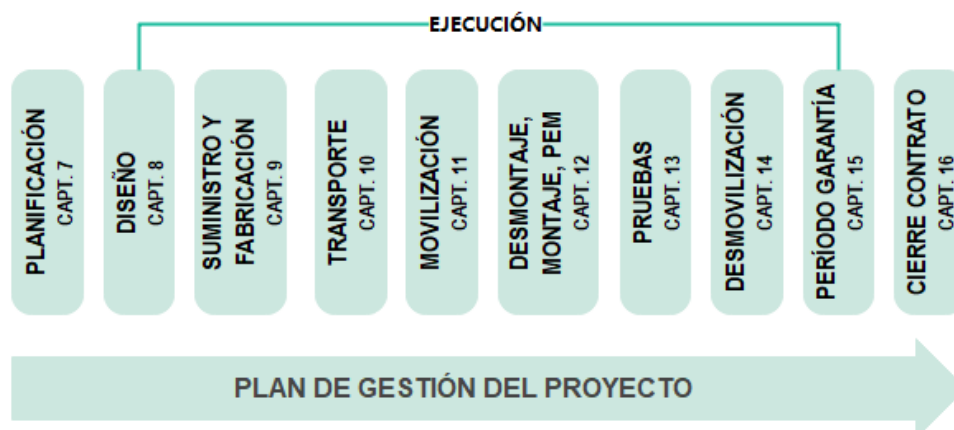 EJECUCIÓN
PLANIFICACIÓN
CAPT. 7
DISEÑO
CAPT. 8
SUMINISTRO Y
FABRICACIÓN
CAPT. 9
TRANSPORTE
CAPT. 10
MOVILIZACIÓN
CAPT. 11
DESMONTAJE,
MONTAJE, PEM
CAPT. 12
PRUEBAS
CAPT. 13
DESMOVILIZACIÓN
CAPT. 14
PERÍODO GARANTÍA
CAPT. 15
CIERRE CONTRATO
CAPT. 16
PLAN DE GESTIÓN DEL PROYECTO